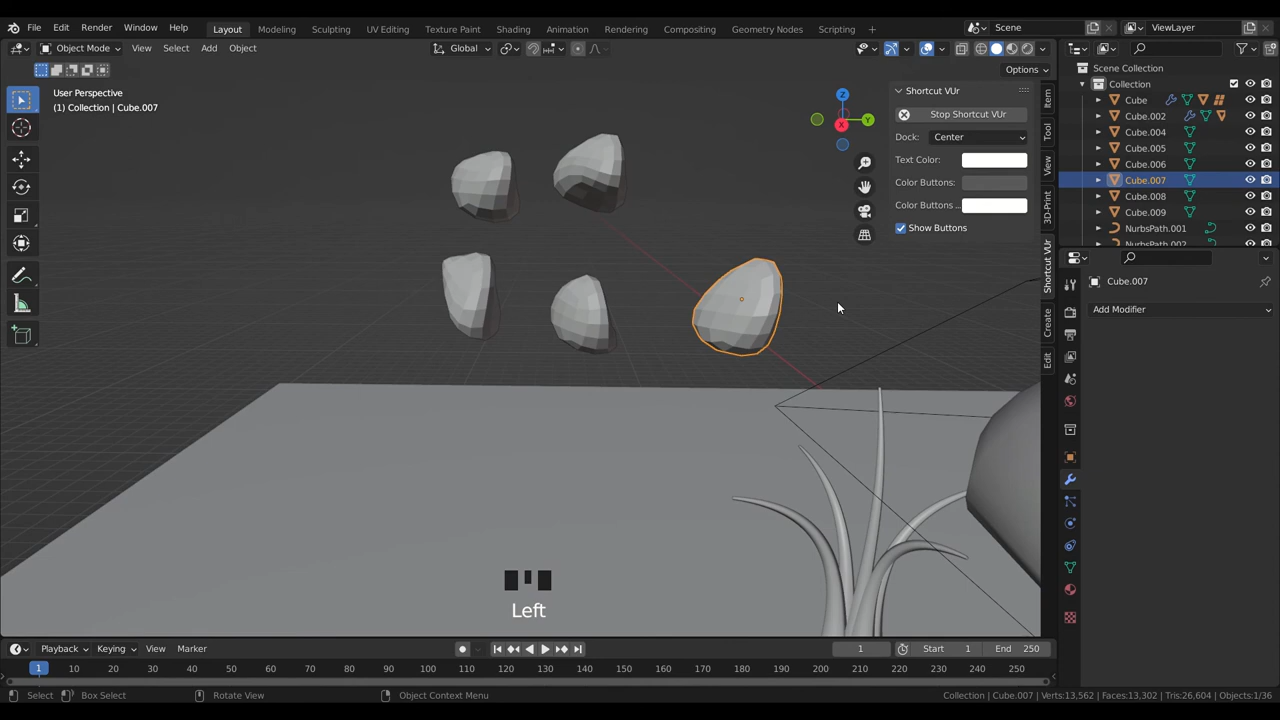 File Edit Render Window Help Layout Modeling Sculpting UV Editing Texture Paint Shading Animation Rendering Compositing Geometry Nodes Scripting + Scene ViewLayer
Object Mode View Select Add Object Global
Options
User Perspective
(1) Collection | Cube.007
Shortcut VUr
Stop Shortcut VUr
Dock: Center
Text Color:
Color Buttons:
Color Buttons ..
Show Buttons
Z
Y
X
Item
Tool
View
3D-Print
Shortcut VUr
Create
Edit
Scene Collection
Collection
Cube
Cube.002
Cube.004
Cube.005
Cube.006
Cube.007
Cube.008
Cube.009
NurbsPath.001
NurbsPath.002
Cube.007
Add Modifier
Left
Playback Keying View Marker 1 Start 1 End 250
1 10 20 30 40 50 60 70 80 90 100 110 120 130 140 150 160 170 180 190 200 210 220 230 240 250
Select Box Select Rotate View Object Context Menu Collection | Cube.007 | Verts:13,562 | Faces:13,302 | Tris:26,604 | Objects:1/36